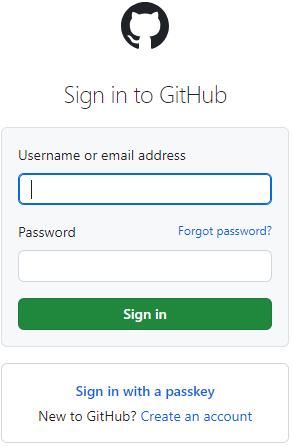 Sign in to GitHub
Username or email address
Password Forgot password?
Sign in
Sign in with a passkey
New to GitHub? Create an account